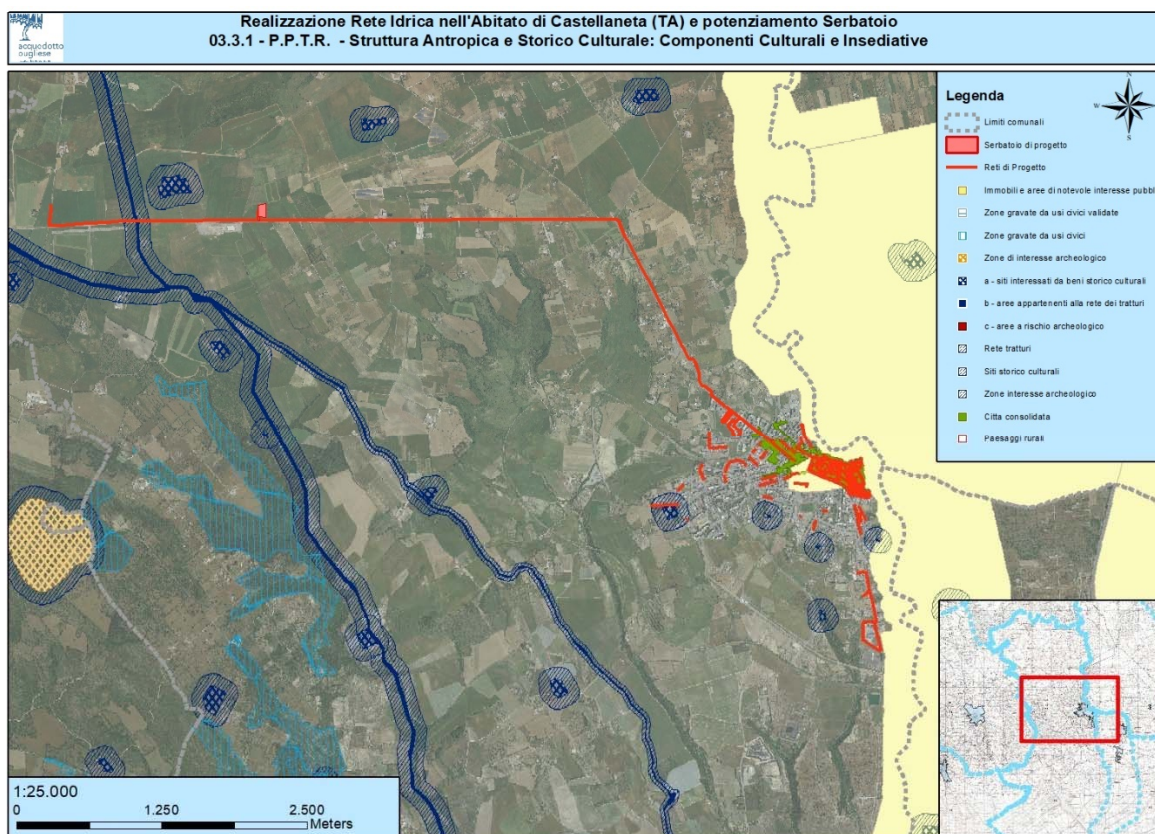 Realizzazione Rete Idrica nell'Abitato di Castellaneta (TA) e potenziamento Serbatoio
03.3.1 - P.P.T.R. - Struttura Antropica e Storico Culturale: Componenti Culturali e Insediative
acquedotto
pugliese
Legenda
N
W
S
Limiti comunali
Serbatoio di progetto
Reti di Progetto
Immobili e aree di notevole interesse pubbl
Zone gravate da usi civici validate
Zone gravate da usi civici
Zone di interesse archeologico
a - siti interessati da beni storico culturali
b - aree appartenenti alla rete dei tratturi
c - aree a rischio archeologico
Rete tratturi
Siti storico culturali
Zone interesse archeologico
Citta consolidata
Paesaggi rurali
1:25.000
0 1.250 2.500
Meters